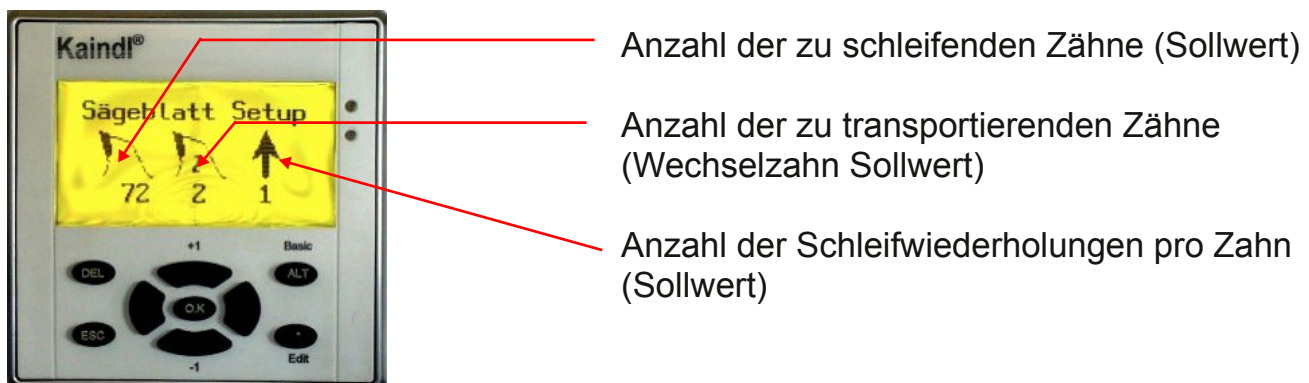 Kaindl®
Sägeblatt Setup
2
72 2 1
+1 Basic
DEL ALT
O.K
ESC *
-1 Edit
Anzahl der zu schleifenden Zähne (Sollwert)
Anzahl der zu transportierenden Zähne
(Wechselzahn Sollwert)
Anzahl der Schleifwiederholungen pro Zahn
(Sollwert)